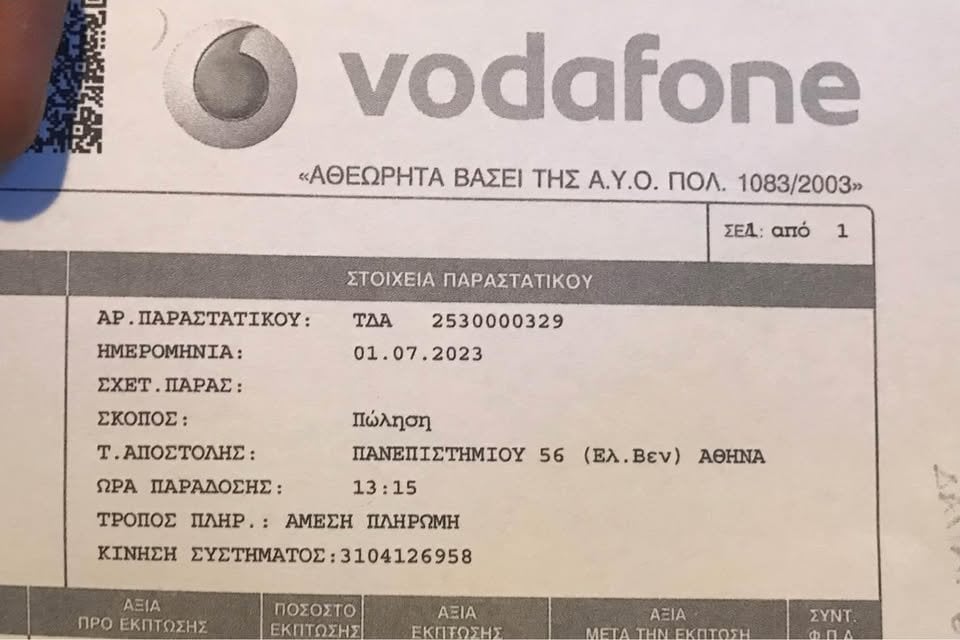 vodafone
«ΑΘΕΩΡΗΤΑ ΒΑΣΕΙ ΤΗΣ Α.Υ.Ο. ΠΟΛ. 1083/2003»
από 1
ΣΤΟΙΧΕΙΑ ΠΑΡΑΣΤΑΤΙΚΟΥ
ΑΡ.ΠΑΡΑΣΤΑΤΙΚΟΥ: ΤΔΑ 2530000329
ΗΜΕΡΟΜΗΝΙΑ: 01.07.2023
ΣΧΕΤ.ΠΑΡΑΣ:
ΣΚΟΠΟΣ: Πώληση
Τ.ΑΠΟΣΤΟΛΗΣ: ΠΑΝΕΠΙΣΤΗΜΙΟΥ 56 (Ελ.Βεν) ΑΘΗΝΑ
ΩΡΑ ΠΑΡΑΔΟΣΗΣ: 13:15
ΤΡΟΠΟΣ ΠΛΗΡ.: ΑΜΕΣΗ ΠΛΗΡΩΜΗ
ΚΙΝΗΣΗ ΣΥΣΤΗΜΑΤΟΣ:3104126958
ΑΞΙΑ ΠΟΣΟΣΤΟ ΑΞΙΑ ΑΞΙΑ ΣΥΝΤ.
ΠΡΟ ΕΚΠΤΩΣΗΣ ΕΚΠΤΩΣΗΣ ΕΚΠΤΩΣΗΣ ΜΕΤΑ ΤΗΝ ΕΚΠΤΩΣΗ Φ.Π.Α